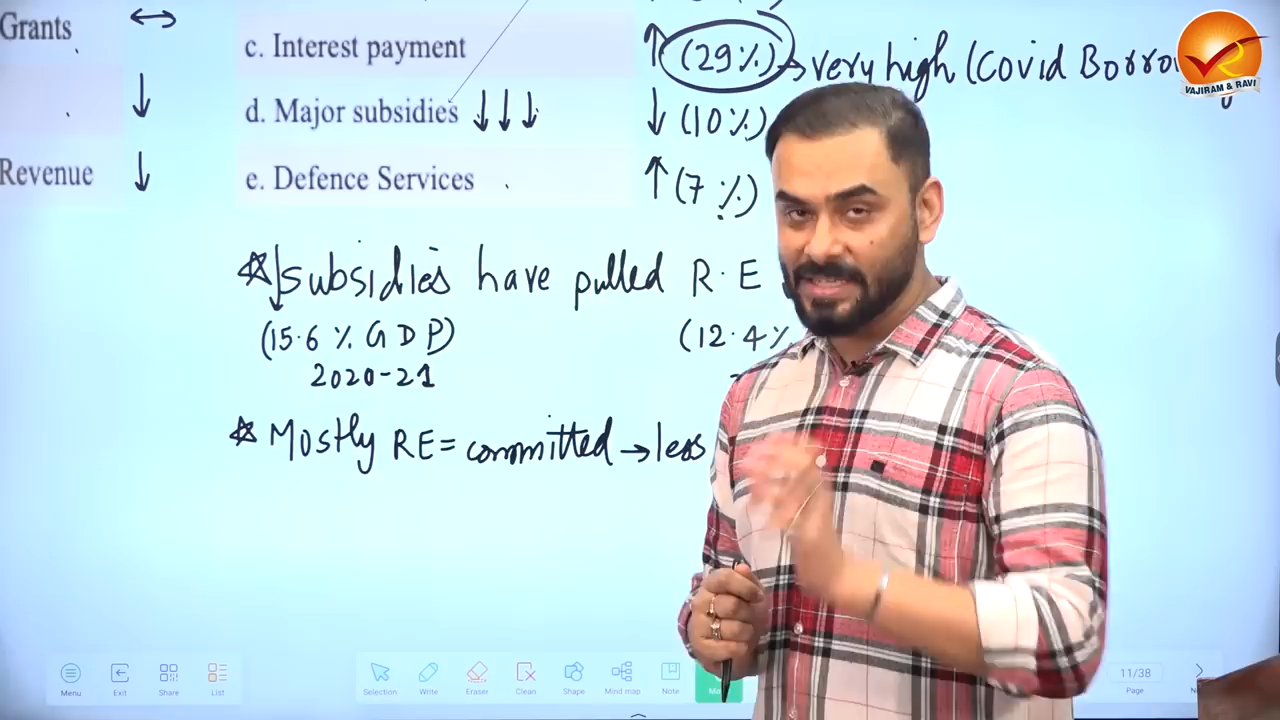 Grants ↔
c. Interest payment ↑ (29%) → very high (Covid Borro
VAJIRAM & RAVI
↓ d. Major subsidies ↓↓↓ ↓ (10%)
Revenue ↓ e. Defence Services ↑ (7%)
☆ ↓ subsidies have pulled R.E
(15.6 % GDP) (12.4%
2020-21
☆ Mostly RE = committed → less
Menu Exit Share List Selection Write Eraser Clean Shape Mind map Note 11/38 Page